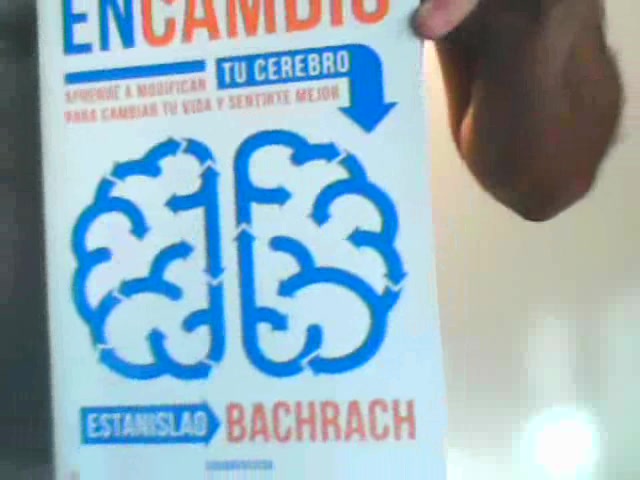 ENCAMBIO
APRENDÉ A MODIFICAR TU CEREBRO
PARA CAMBIAR TU VIDA Y SENTIRTE MEJOR
ESTANISLAO BACHRACH